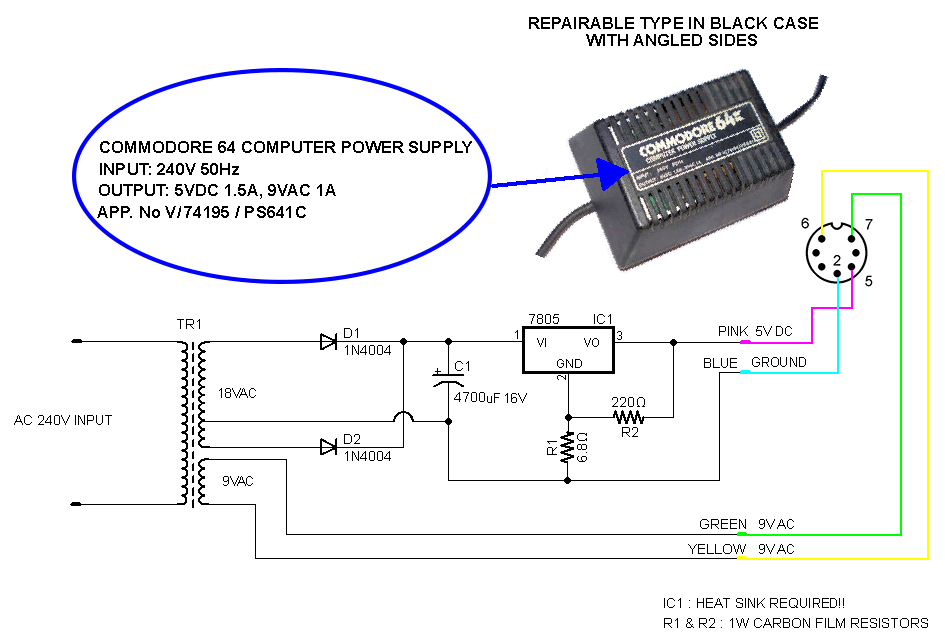 REPAIRABLE TYPE IN BLACK CASE
WITH ANGLED SIDES
COMMODORE 64 COMPUTER POWER SUPPLY
INPUT: 240V 50Hz
OUTPUT: 5VDC 1.5A, 9VAC 1A
APP. No V/74195 / PS641C
COMMODORE 64
COMPUTER POWER SUPPLY
6
7
2
5
TR1
D1
1N4004
7805
IC1
1
VI
VO
3
GND
2
PINK 5V DC
BLUE GROUND
C1
+
4700uF 16V
18VAC
AC 240V INPUT
220Ω
R2
R1
6.8Ω
D2
1N4004
9VAC
GREEN 9VAC
YELLOW 9VAC
IC1 : HEAT SINK REQUIRED!!
R1 & R2 : 1W CARBON FILM RESISTORS